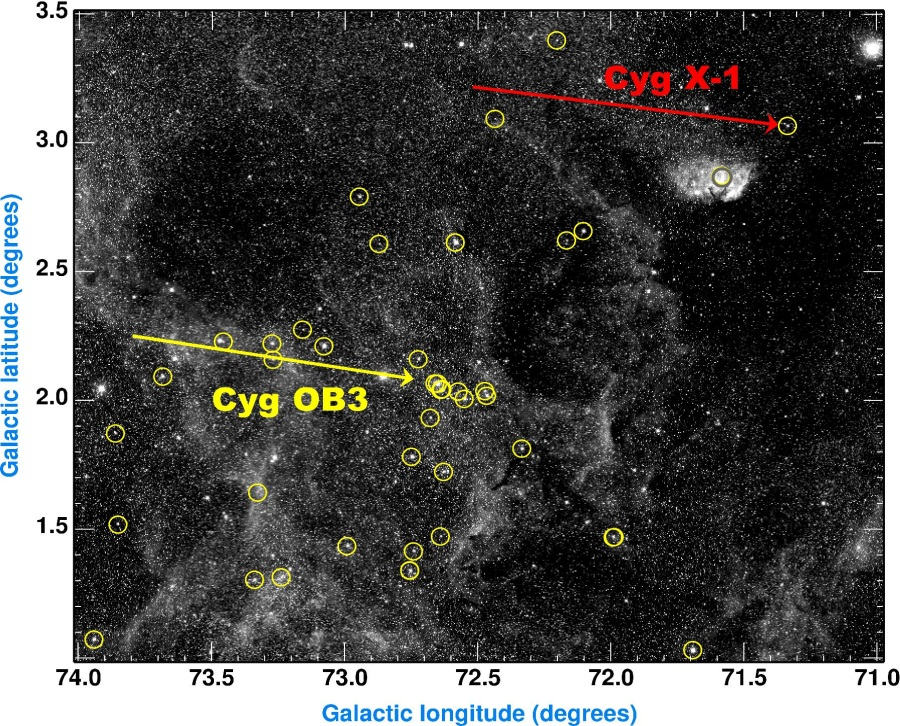 3.5
Cyg X-1
3.0
2.5
Galactic latitude (degrees)
Cyg OB3
2.0
1.5
74.0 73.5 73.0 72.5 72.0 71.5 71.0
Galactic longitude (degrees)